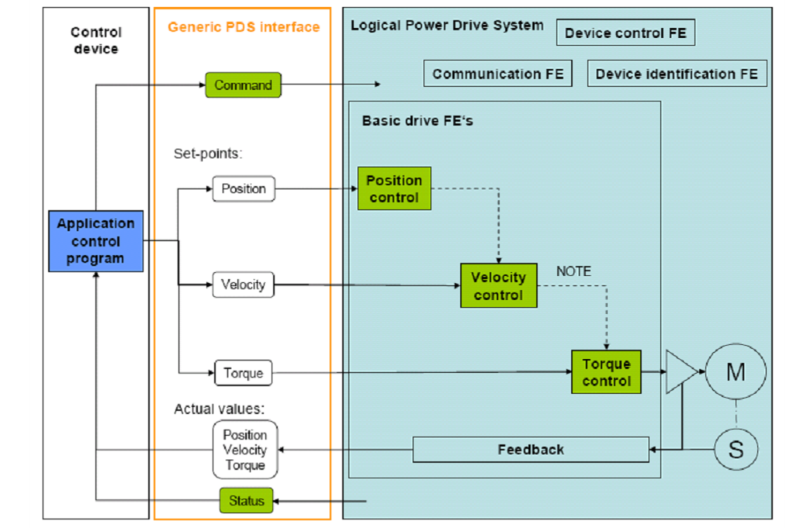 Control
device
Generic PDS interface
Logical Power Drive System
Device control FE
Communication FE
Device identification FE
Command
Basic drive FE's
Set-points:
Position
Position
control
Application
control
program
Velocity
Velocity
control
NOTE
Torque
Torque
control
M
Actual values:
Position
Velocity
Torque
Feedback
S
Status